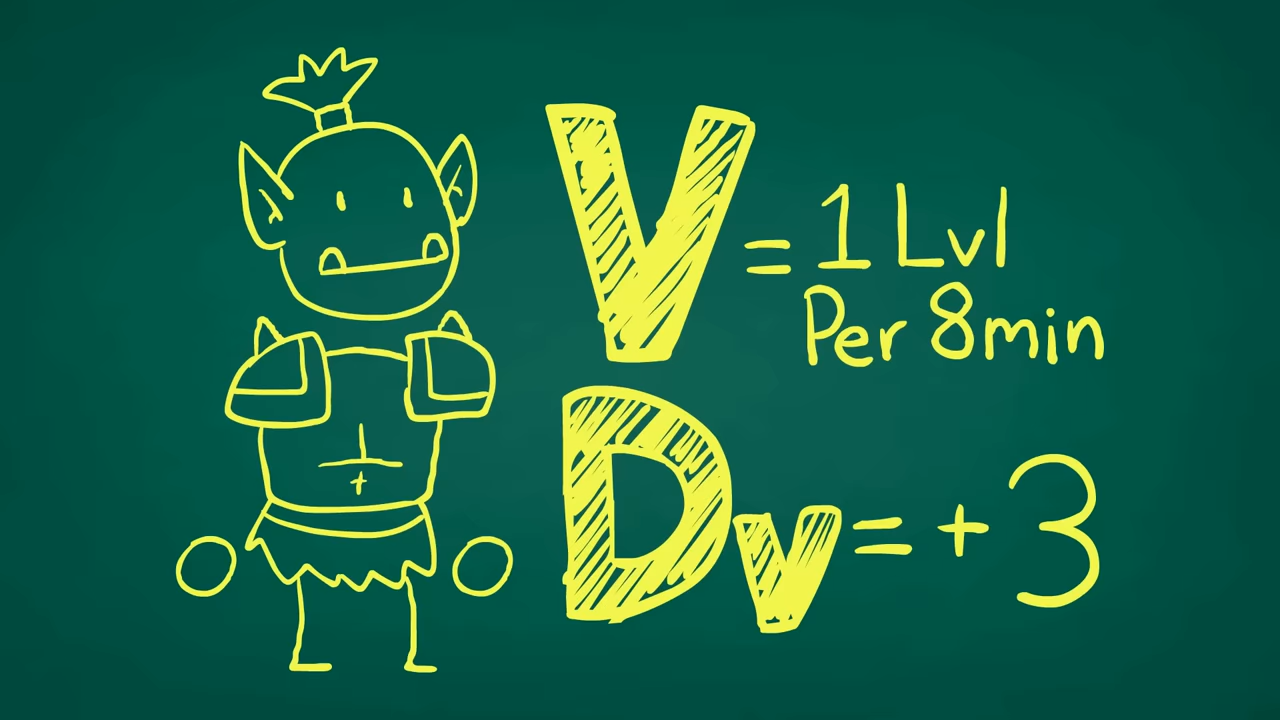 V = 1 Lvl
Per 8min
Dv = + 3